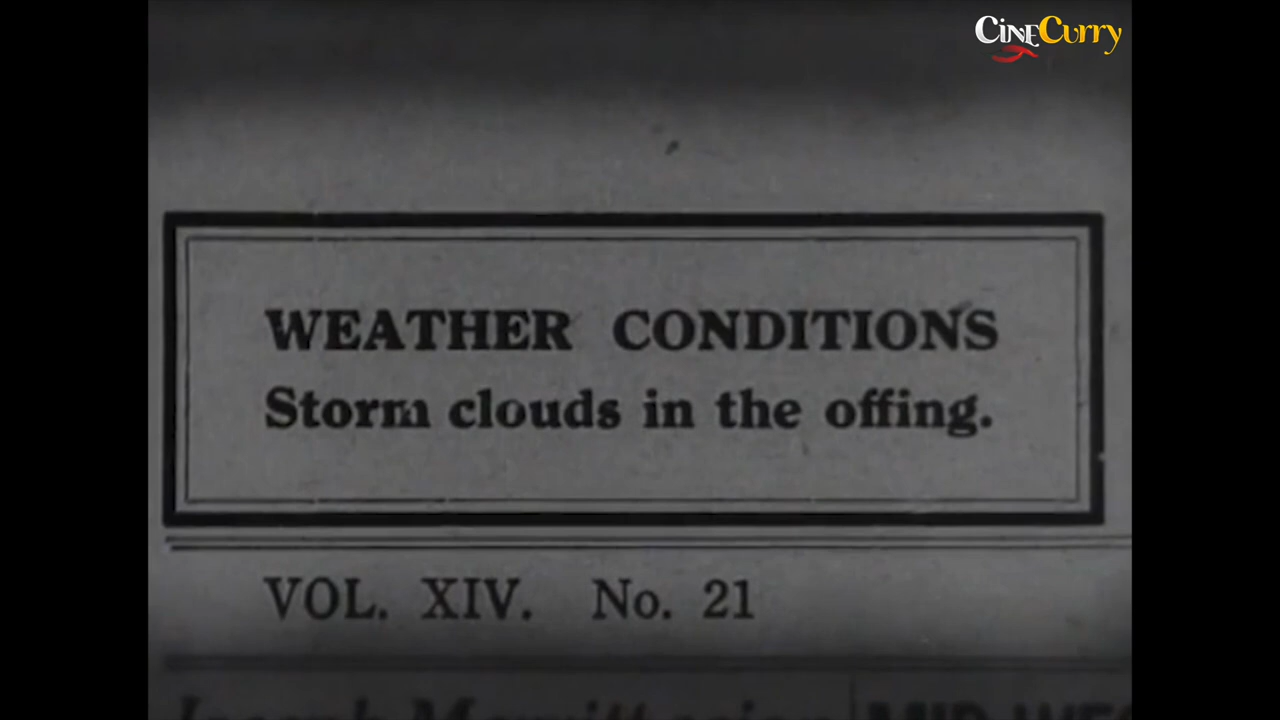 CINECURRY
WEATHER CONDITIONS
Storm clouds in the offing.
VOL. XIV. No. 21